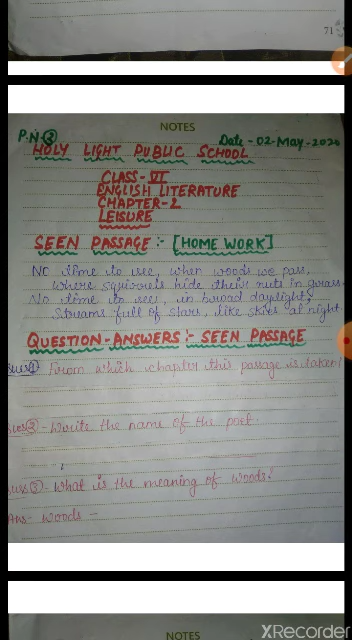 71
NOTES
P.N-②
Date - 02-May-2020
HOLY LIGHT PUBLIC SCHOOL
CLASS-VI
ENGLISH LITERATURE
CHAPTER-2
LEISURE
SEEN PASSAGE :- [HOME WORK]
No time to see, when woods we pass,
where squirrels hide their nuts in grass.
No time to see, in broad daylight,
Streams full of stars, like skies at night.
QUESTION-ANSWERS :- SEEN PASSAGE
Ques① From which chapter this passage is taken?
Ques② - Write the name of the poet.
Ques③ - What is the meaning of woods?
Ans- woods -
NOTES
XRecorder